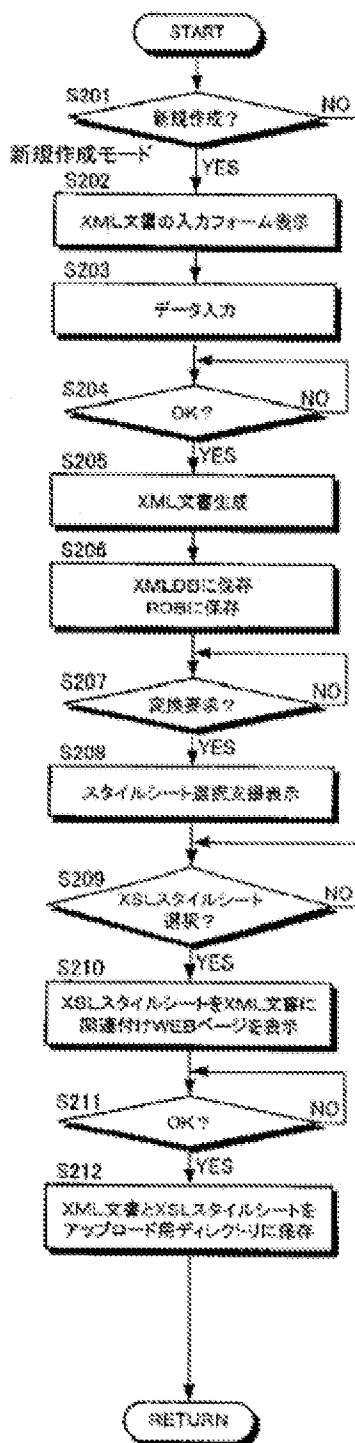 START
S201
新規作成?
NO
新規作成モード
YES
S202
XML文書の入力フォーム表示
S203
データ入力
S204
OK?
NO
YES
S205
XML文書生成
S206
XMLDBに保存
RDBに保存
S207
変換要求?
NO
YES
S208
スタイルシート選択支援表示
S209
XSLスタイルシート
選択?
NO
YES
S210
XSLスタイルシートをXML文書に
関連付けWEBページを表示
S211
OK?
NO
YES
S212
XML文書とXSLスタイルシートを
アップロード用ディレクトリに保存
RETURN